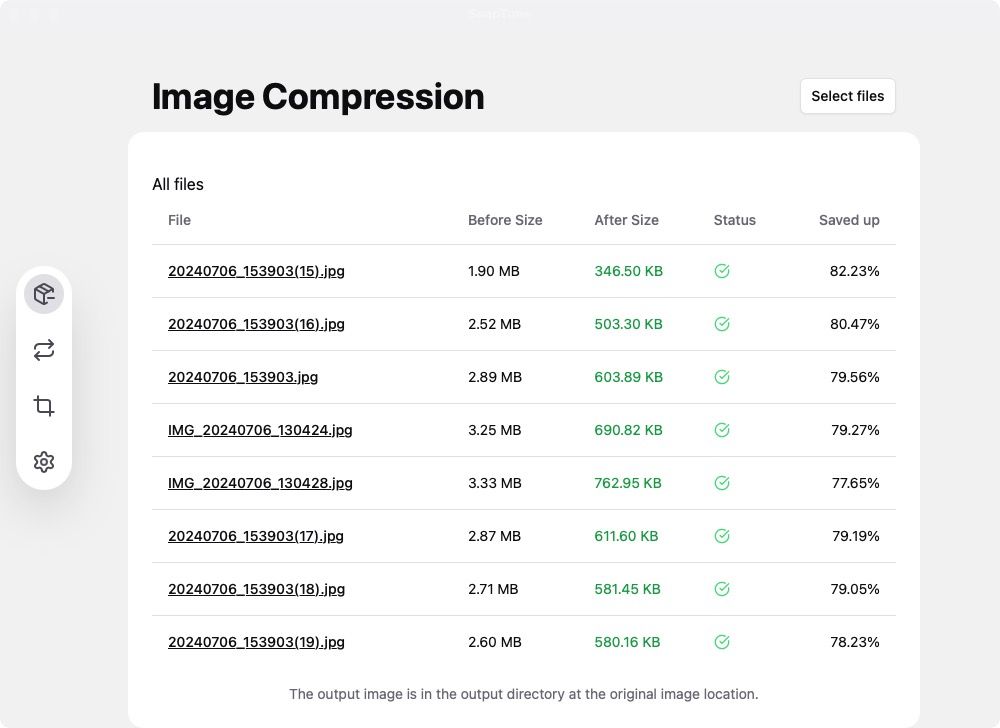 Image Compression
Select files
All files
File Before Size After Size Status Saved up
20240706_153903(15).jpg 1.90 MB 346.50 KB 82.23%
20240706_153903(16).jpg 2.52 MB 503.30 KB 80.47%
20240706_153903.jpg 2.89 MB 603.89 KB 79.56%
IMG_20240706_130424.jpg 3.25 MB 690.82 KB 79.27%
IMG_20240706_130428.jpg 3.33 MB 762.95 KB 77.65%
20240706_153903(17).jpg 2.87 MB 611.60 KB 79.19%
20240706_153903(18).jpg 2.71 MB 581.45 KB 79.05%
20240706_153903(19).jpg 2.60 MB 580.16 KB 78.23%
The output image is in the output directory at the original image location.